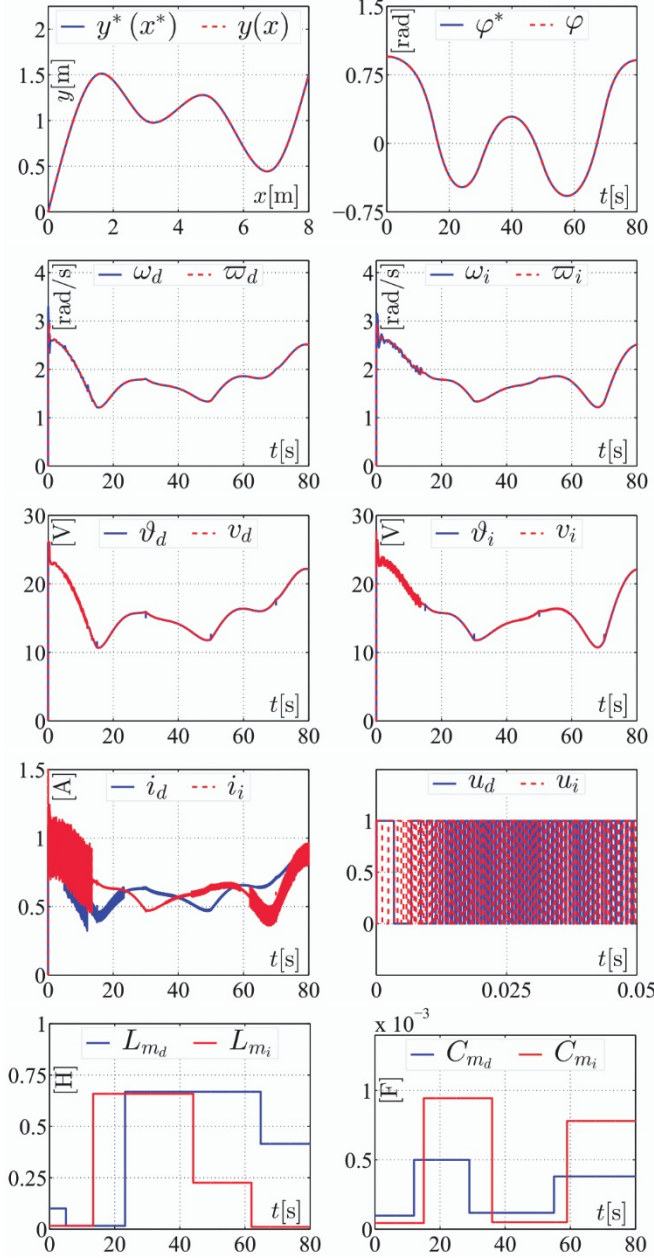 y* (x*) y(x)
y[m]
2
1.5
1
0.5
0
0 2 4 6 8
x[m]
φ* φ
[rad]
0.75
0
−0.75
0 20 40 60 80
t[s]
ω_d ϖ_d
[rad/s]
4
3
2
1
0
0 20 40 60 80
t[s]
ω_i ϖ_i
[rad/s]
4
3
2
1
0
0 20 40 60 80
t[s]
ϑ_d v_d
[V]
30
20
10
0
0 20 40 60 80
t[s]
ϑ_i v_i
[V]
30
20
10
0
0 20 40 60 80
t[s]
i_d i_i
[A]
1.5
1
0.5
0
0 20 40 60 80
t[s]
u_d u_i
1
0.5
0
0 0.025 0.05
t[s]
L_{m_d} L_{m_i}
[H]
1
0.75
0.5
0.25
0
0 20 40 60 80
t[s]
x 10^{-3}
C_{m_d} C_{m_i}
[F]
1
0.5
0
0 20 40 60 80
t[s]